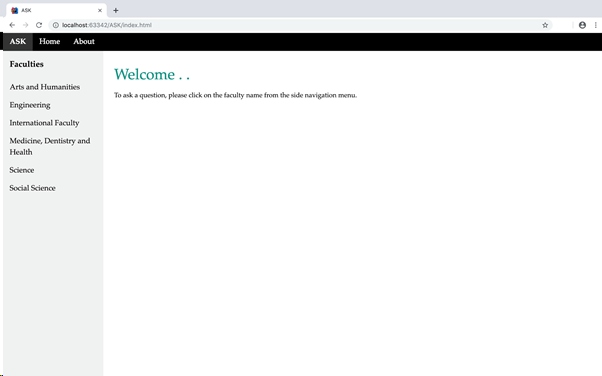 ASK
localhost:63342/ASK/index.html
ASK Home About
Faculties
Arts and Humanities
Engineering
International Faculty
Medicine, Dentistry and
Health
Science
Social Science
Welcome . .
To ask a question, please click on the faculty name from the side navigation menu.